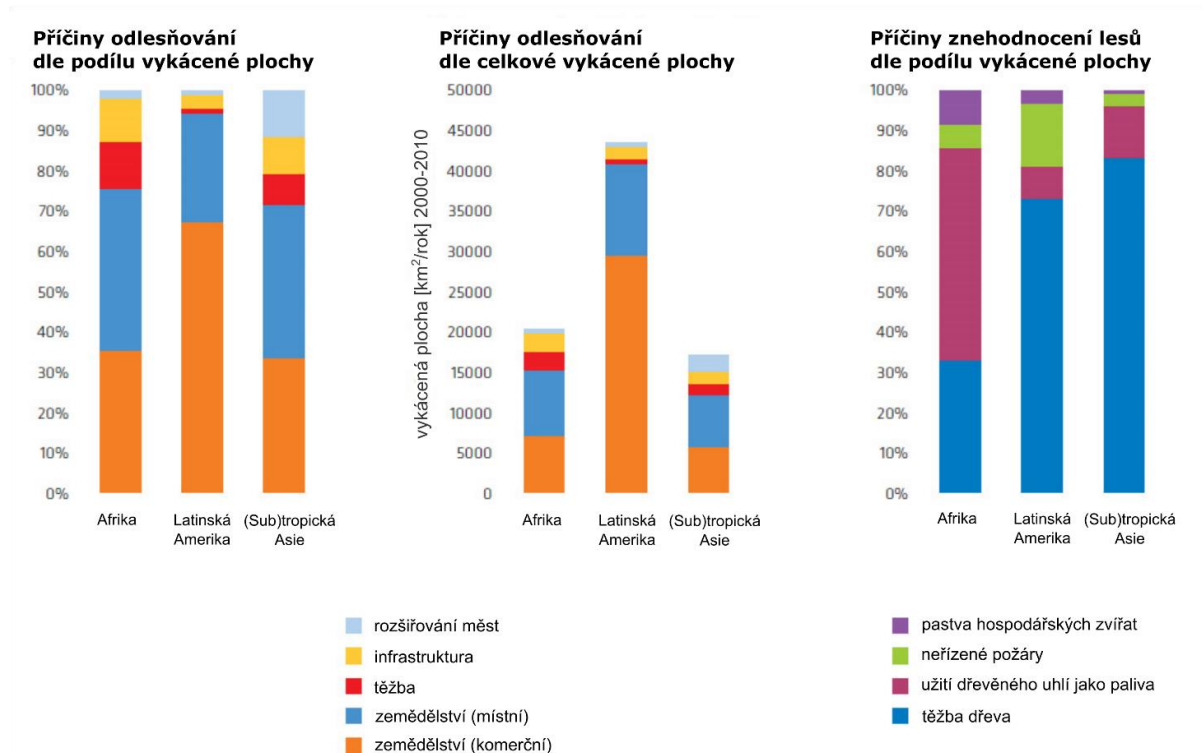 Příčiny odlesňování
dle podílu vykácené plochy
100%
90%
80%
70%
60%
50%
40%
30%
20%
10%
0%
Afrika
Latinská
Amerika
(Sub)tropická
Asie
Příčiny odlesňování
dle celkové vykácené plochy
vykácená plocha [km²/rok] 2000-2010
50000
45000
40000
35000
30000
25000
20000
15000
10000
5000
0
Afrika
Latinská
Amerika
(Sub)tropická
Asie
Příčiny znehodnocení lesů
dle podílu vykácené plochy
100%
90%
80%
70%
60%
50%
40%
30%
20%
10%
0%
Afrika
Latinská
Amerika
(Sub)tropická
Asie
rozšiřování měst
infrastruktura
těžba
zemědělství (místní)
zemědělství (komerční)
pastva hospodářských zvířat
neřízené požáry
užití dřevěného uhlí jako paliva
těžba dřeva